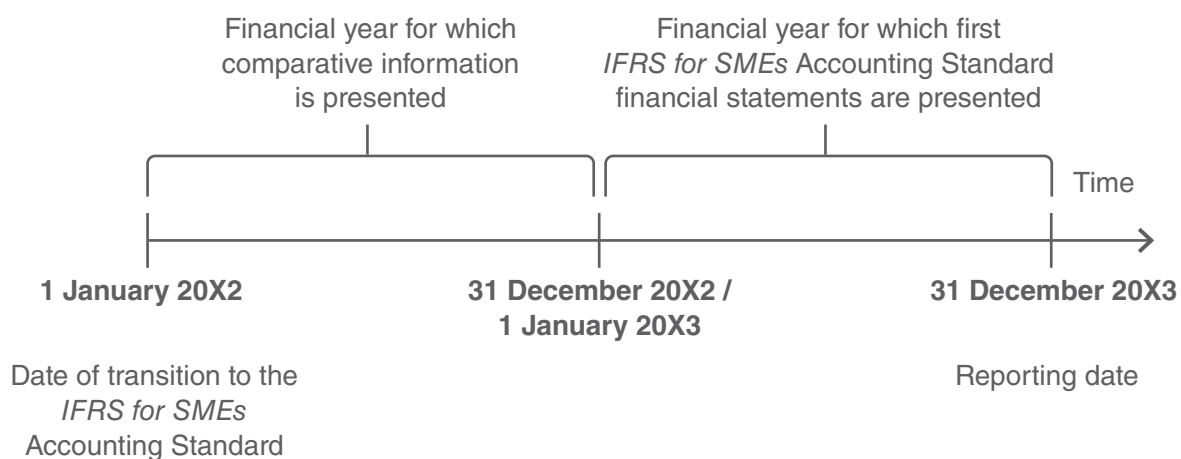 Financial year for which
comparative information
is presented
Financial year for which first
IFRS for SMEs Accounting Standard
financial statements are presented
Time
1 January 20X2
31 December 20X2 /
1 January 20X3
31 December 20X3
Date of transition to the
IFRS for SMEs
Accounting Standard
Reporting date